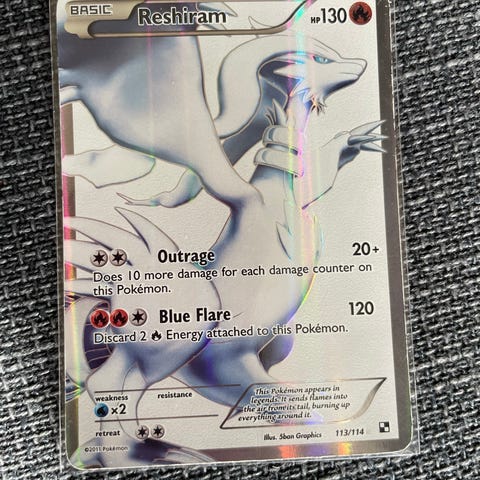 BASIC
Reshiram
HP130
Outrage 20+
Does 10 more damage for each damage counter on
this Pokémon.
Blue Flare 120
Discard 2 Energy attached to this Pokémon.
weakness resistance
×2
retreat
This Pokémon appears in
legends. It sends flames into
the air from its tail, burning up
everything around it.
Illus. 5ban Graphics 113/114
©2011 Pokémon